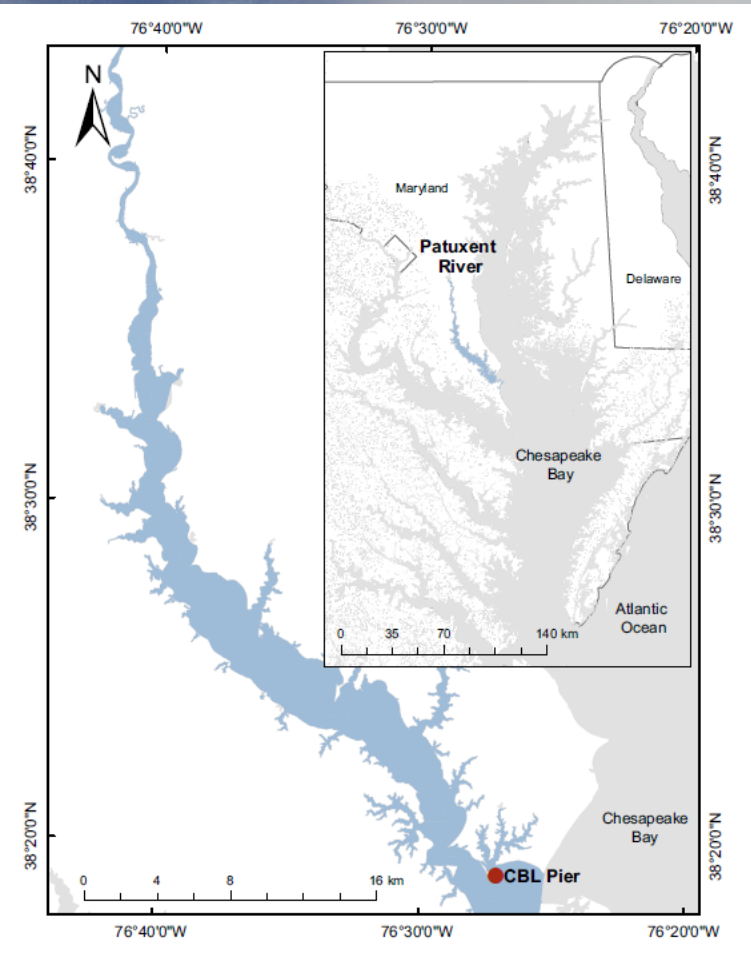 76°40'0"W
76°30'0"W
76°20'0"W
N
38°40'0"N
38°40'0"N
Maryland
Patuxent
River
Delaware
Chesapeake
Bay
38°30'0"N
38°30'0"N
Atlantic
Ocean
0 35 70 140 km
Chesapeake
Bay
38°20'0"N
38°20'0"N
CBL Pier
0 4 8 16 km
76°40'0"W
76°30'0"W
76°20'0"W